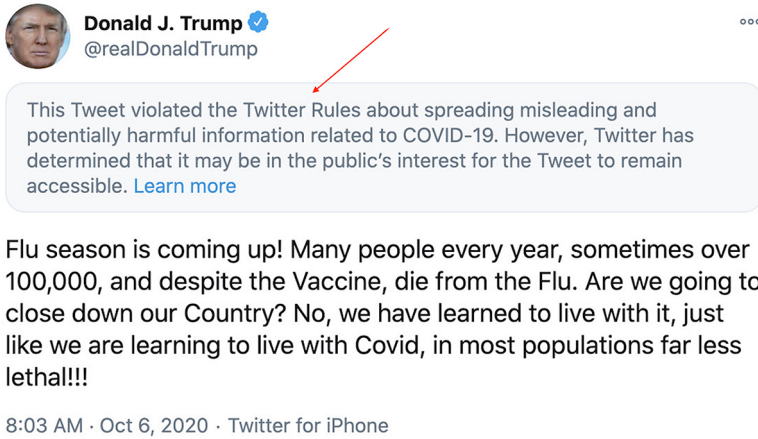 Donald J. Trump
@realDonaldTrump
This Tweet violated the Twitter Rules about spreading misleading and
potentially harmful information related to COVID-19. However, Twitter has
determined that it may be in the public's interest for the Tweet to remain
accessible. Learn more
Flu season is coming up! Many people every year, sometimes over
100,000, and despite the Vaccine, die from the Flu. Are we going to
close down our Country? No, we have learned to live with it, just
like we are learning to live with Covid, in most populations far less
lethal!!!
8:03 AM · Oct 6, 2020 · Twitter for iPhone